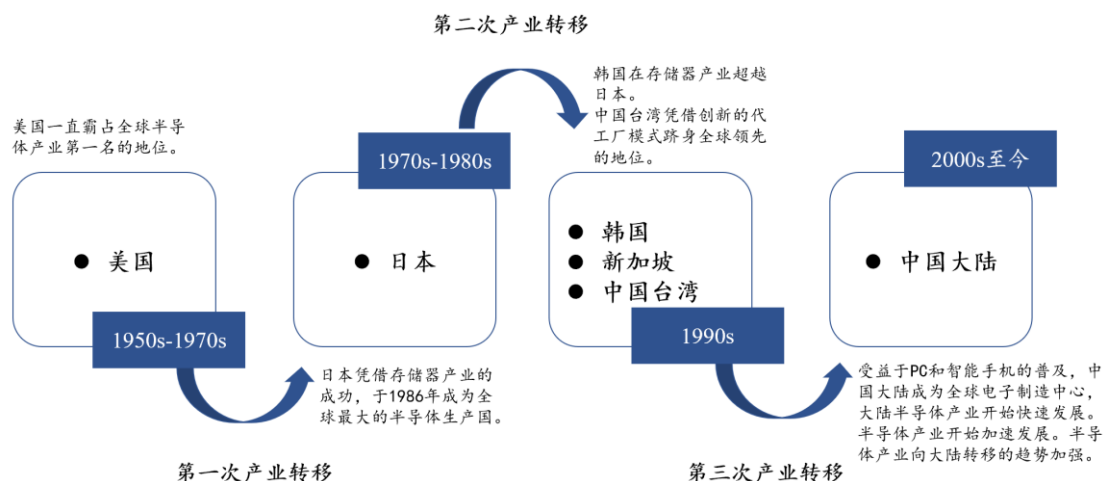 第二次产业转移
美国一直霸占全球半导
体产业第一名的地位。
1950s-1970s
美国
第一次产业转移
1970s-1980s
日本
日本凭借存储器产业的
成功，于1986年成为全
球最大的半导体生产国。
韩国在存储器产业超越
日本。
中国台湾凭借创新的代
工厂模式跻身全球领先
的地位。
韩国
新加坡
中国台湾
1990s
第三次产业转移
2000s至今
中国大陆
受益于PC和智能手机的普及，中
国大陆成为全球电子制造中心，
大陆半导体产业开始快速发展。
半导体产业开始加速发展。半导
体产业向大陆转移的趋势加强。